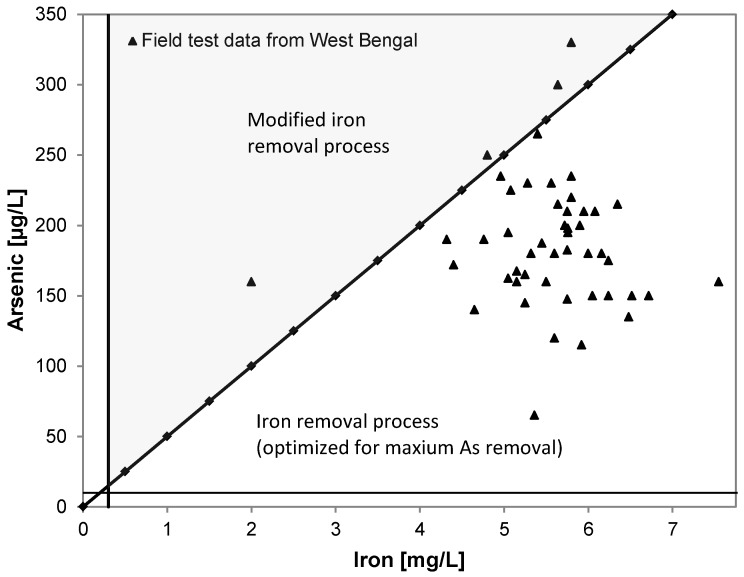 350
300
250
200
150
100
50
0
Arsenic [µg/L]
Field test data from West Bengal
Modified iron
removal process
Iron removal process
(optimized for maxium As removal)
0 1 2 3 4 5 6 7
Iron [mg/L]